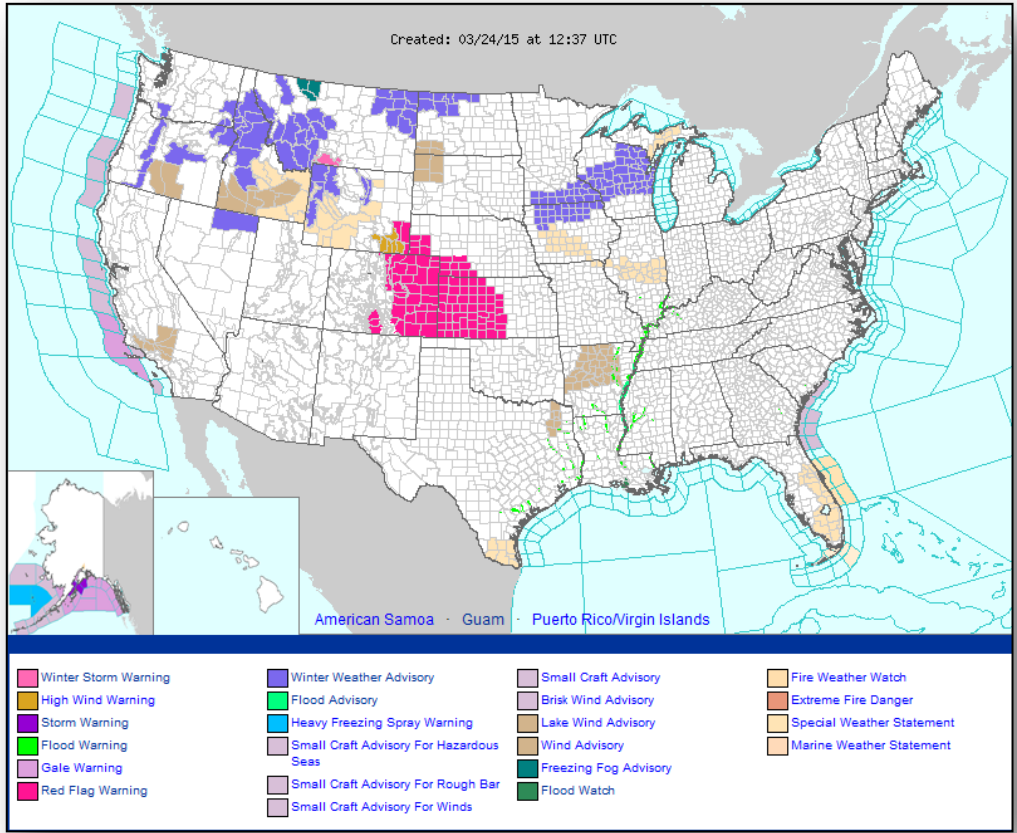 Created: 03/24/15 at 12:37 UTC
American Samoa · Guam · Puerto Rico/Virgin Islands
Winter Storm Warning
High Wind Warning
Storm Warning
Flood Warning
Gale Warning
Red Flag Warning
Winter Weather Advisory
Flood Advisory
Heavy Freezing Spray Warning
Small Craft Advisory For Hazardous
Seas
Small Craft Advisory For Rough Bar
Small Craft Advisory For Winds
Small Craft Advisory
Brisk Wind Advisory
Lake Wind Advisory
Wind Advisory
Freezing Fog Advisory
Flood Watch
Fire Weather Watch
Extreme Fire Danger
Special Weather Statement
Marine Weather Statement